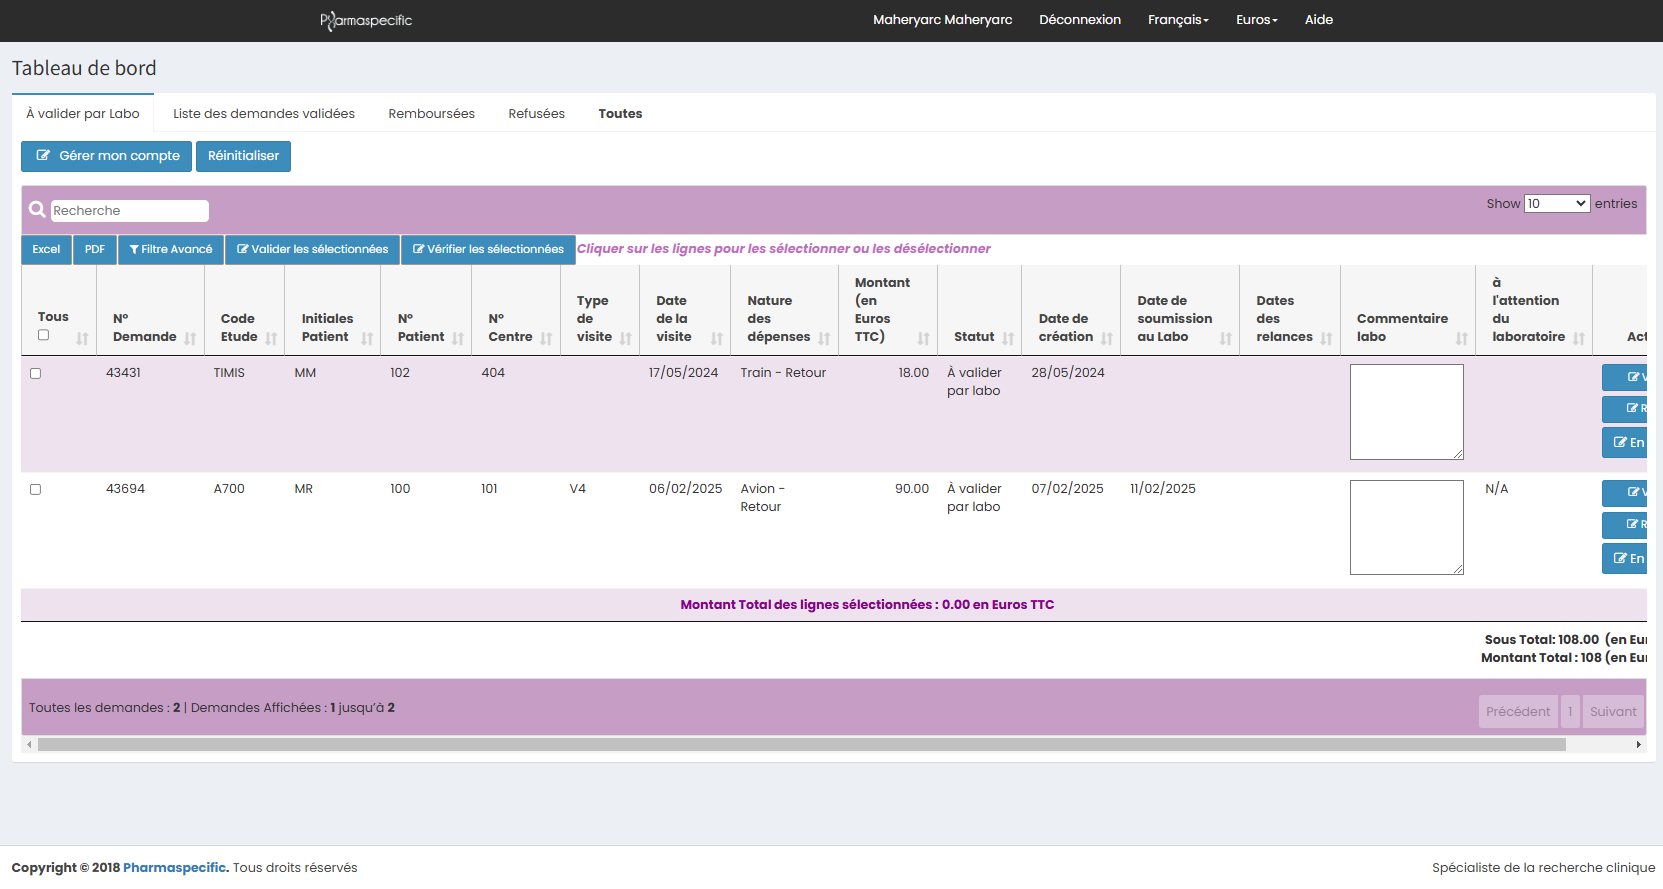 Pharmaspecific
Maheryarc Maheryarc Déconnexion Français Euros Aide
Tableau de bord
À valider par Labo Liste des demandes validées Remboursées Refusées Toutes
Gérer mon compte Réinitialiser
Recherche
Show 10 entries
Excel PDF Filtre Avancé Valider les sélectionnées Vérifier les sélectionnées Cliquer sur les lignes pour les sélectionner ou les désélectionner
Tous
N°
Demande
Code
Etude
Initiales
Patient
N°
Patient
N°
Centre
Type
de
visite
Date
de la
visite
Nature
des
dépenses
Montant
(en
Euros
TTC)
Statut
Date de
création
Date de
soumission
au Labo
Dates
des
relances
Commentaire
labo
à
l'attention
du
laboratoire
Act
43431 TIMIS MM 102 404 17/05/2024 Train - Retour 18.00 À valider 28/05/2024
par labo
V
R
En
43694 A700 MR 100 101 V4 06/02/2025 Avion - 90.00 À valider 07/02/2025 11/02/2025 N/A
Retour par labo
V
R
En
Montant Total des lignes sélectionnées : 0.00 en Euros TTC
Sous Total: 108.00 (en Eur
Montant Total : 108 (en Eur
Toutes les demandes : 2 | Demandes Affichées : 1 jusqu'à 2
Précédent 1 Suivant
Copyright © 2018 Pharmaspecific. Tous droits réservés
Spécialiste de la recherche clinique